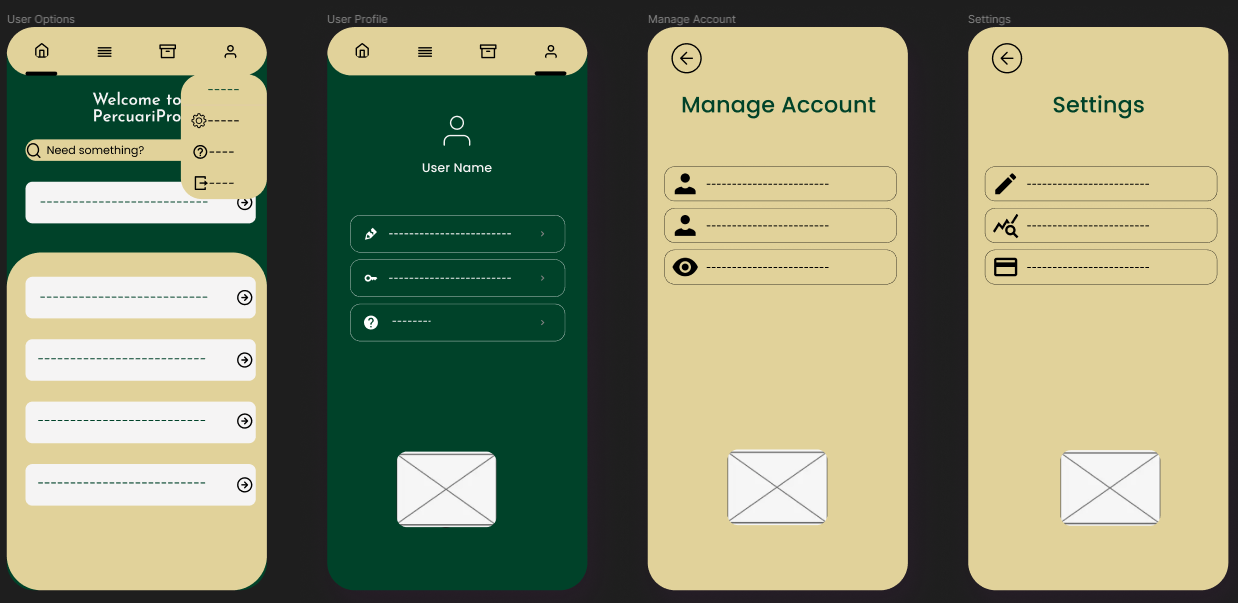 User Options
User Profile
Manage Account
Settings
Welcome to
PercuariPro
Need something?
User Name
Manage Account
Settings